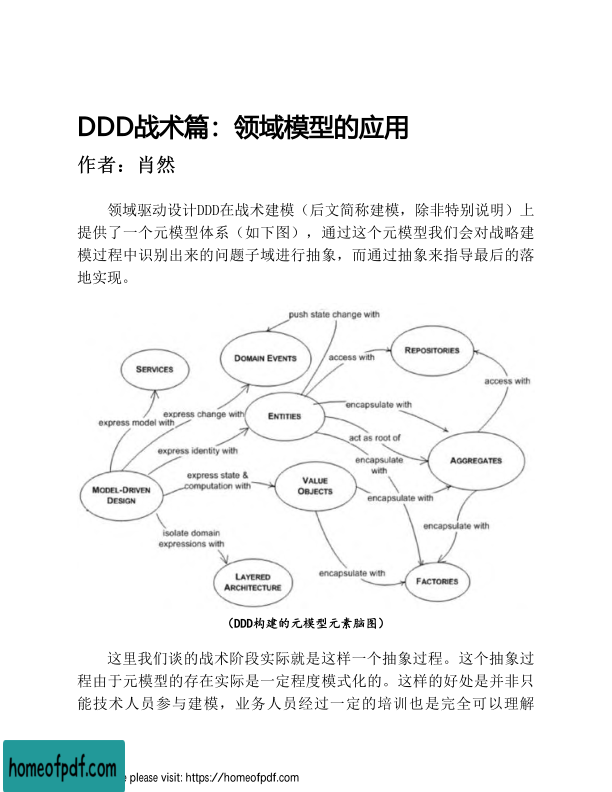 DDD战术篇：领域模型的应用
作者：肖然
领域驱动设计DDD在战术建模（后文简称建模，除非特别说明）上
提供了一个元模型体系（如下图），通过这个元模型我们会对战略建
模过程中识别出来的问题子域进行抽象，而通过抽象来指导最后的落
地实现。
push state change with
DOMAIN EVENTS
REPOSITORIES
access with
SERVICES
access with
express change with
ENTITIES
encapsulate with
express model with
act as root of
express identity with
encapsulate
with
AGGREGATES
express state &
computation with
VALUE
OBJECTS
MODEL-DRIVEN
DESIGN
encapsulate with
encapsulate with
isolate domain
expressions with
encapsulate with
LAYERED
ARCHITECTURE
FACTORIES
（DDD构建的元模型元素脑图）
这里我们谈的战术阶段实际就是这样一个抽象过程。这个抽象过
程由于元模型的存在实际是一定程度模式化的。这样的好处是并非只
能技术人员参与建模，业务人员经过一定的培训也是完全可以理解
homeofpdf.com
please visit: https://homeofpdf.com